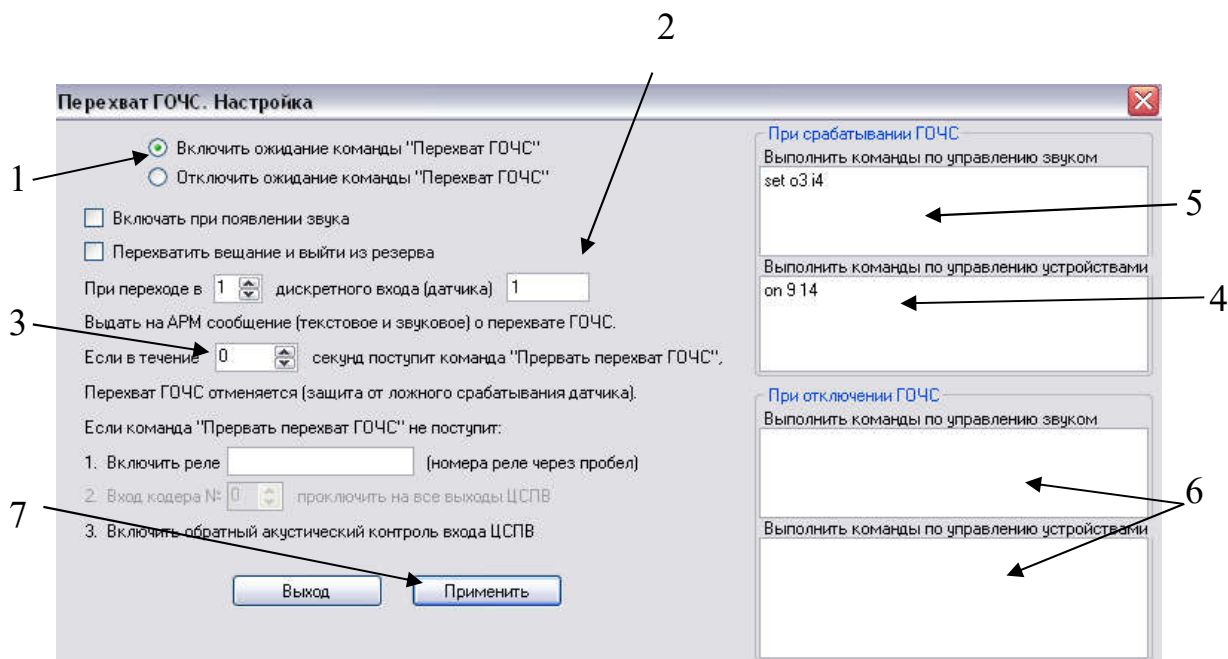 2
Перехват ГОЧС. Настройка
1
Включить ожидание команды "Перехват ГОЧС"
Отключить ожидание команды "Перехват ГОЧС"
Включать при появлении звука
Перехватить вещание и выйти из резерва
При переходе в 1 дискретного входа (датчика) 1
Выдать на АРМ сообщение (текстовое и звуковое) о перехвате ГОЧС.
3
Если в течение 0 секунд поступит команда "Прервать перехват ГОЧС",
Перехват ГОЧС отменяется (защита от ложного срабатывания датчика).
Если команда "Прервать перехват ГОЧС" не поступит:
1. Включить реле (номера реле через пробел)
2. Вход кодера № 0 проключить на все выходы ЦСПВ
7
3. Включить обратный акустический контроль входа ЦСПВ
Выход Применить
При срабатывании ГОЧС
Выполнить команды по управлению звуком
set o3 i4
5
Выполнить команды по управлению устройствами
on 9 14
4
При отключении ГОЧС
Выполнить команды по управлению звуком
6
Выполнить команды по управлению устройствами